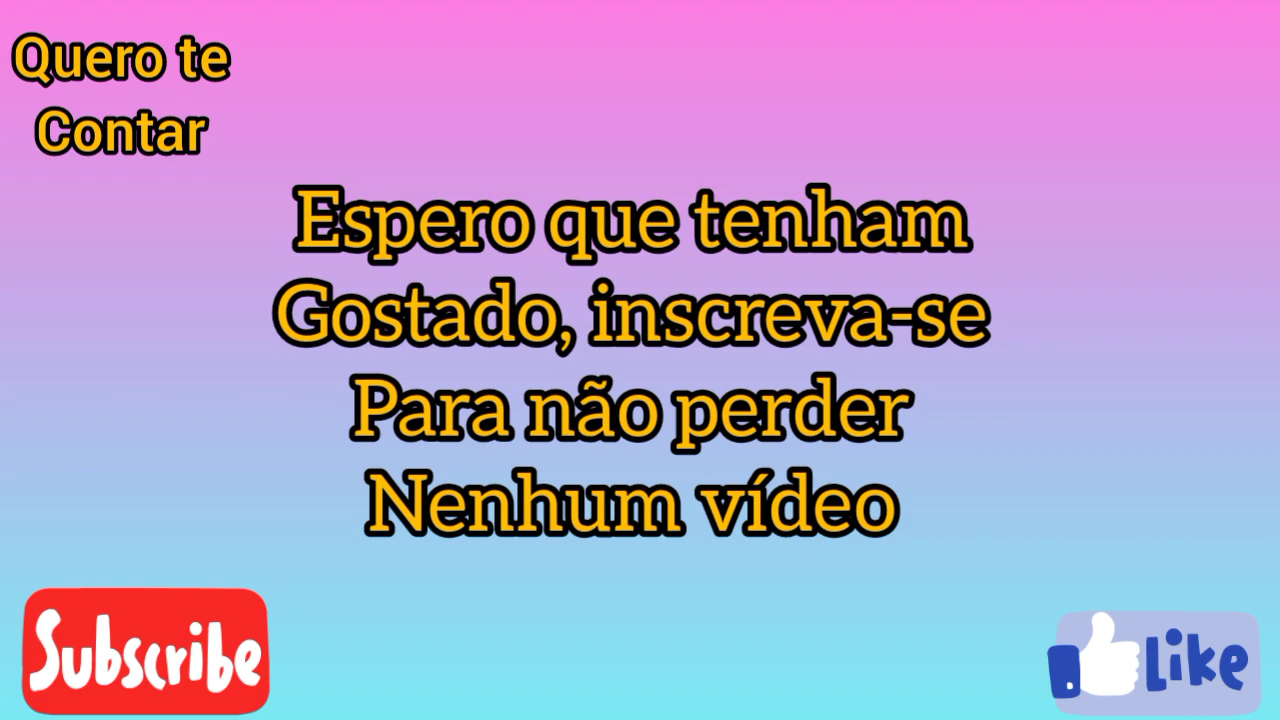 Quero te
Contar
Espero que tenham
Gostado, inscreva-se
Para não perder
Nenhum vídeo
Subscribe
Like